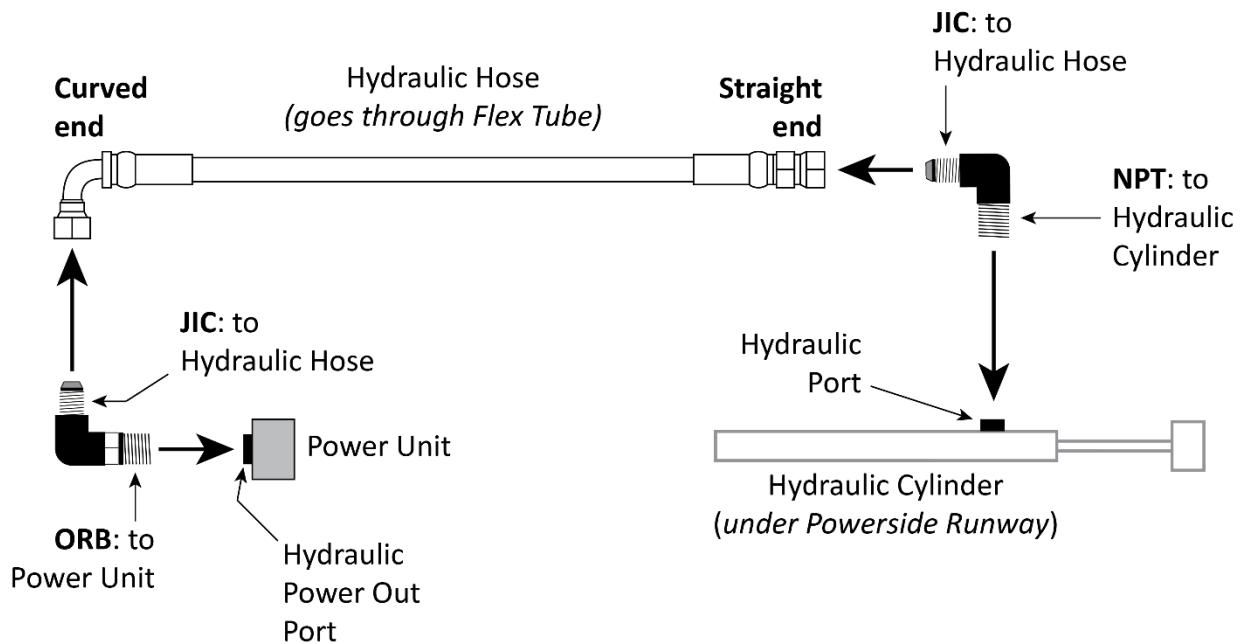 JIC: to
Hydraulic Hose
Hydraulic Hose
(goes through Flex Tube)
Curved
end
Straight
end
NPT: to
Hydraulic
Cylinder
JIC: to
Hydraulic Hose
Hydraulic
Port
Power Unit
Hydraulic Cylinder
(under Powerside Runway)
ORB: to
Power Unit
Hydraulic
Power Out
Port